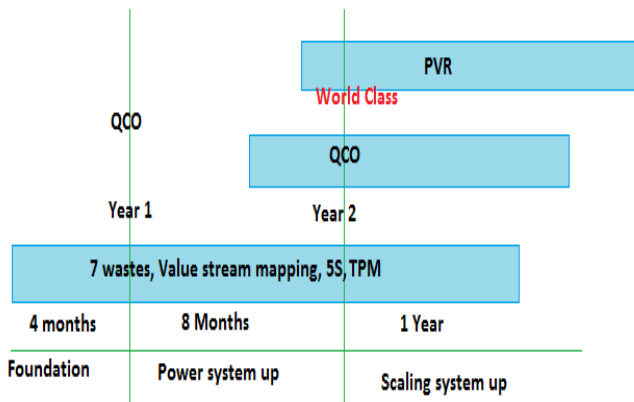 PVR
World Class
QCO
QCO
Year 1
Year 2
7 wastes, Value stream mapping, 5S, TPM
4 months
8 Months
1 Year
Foundation
Power system up
Scaling system up